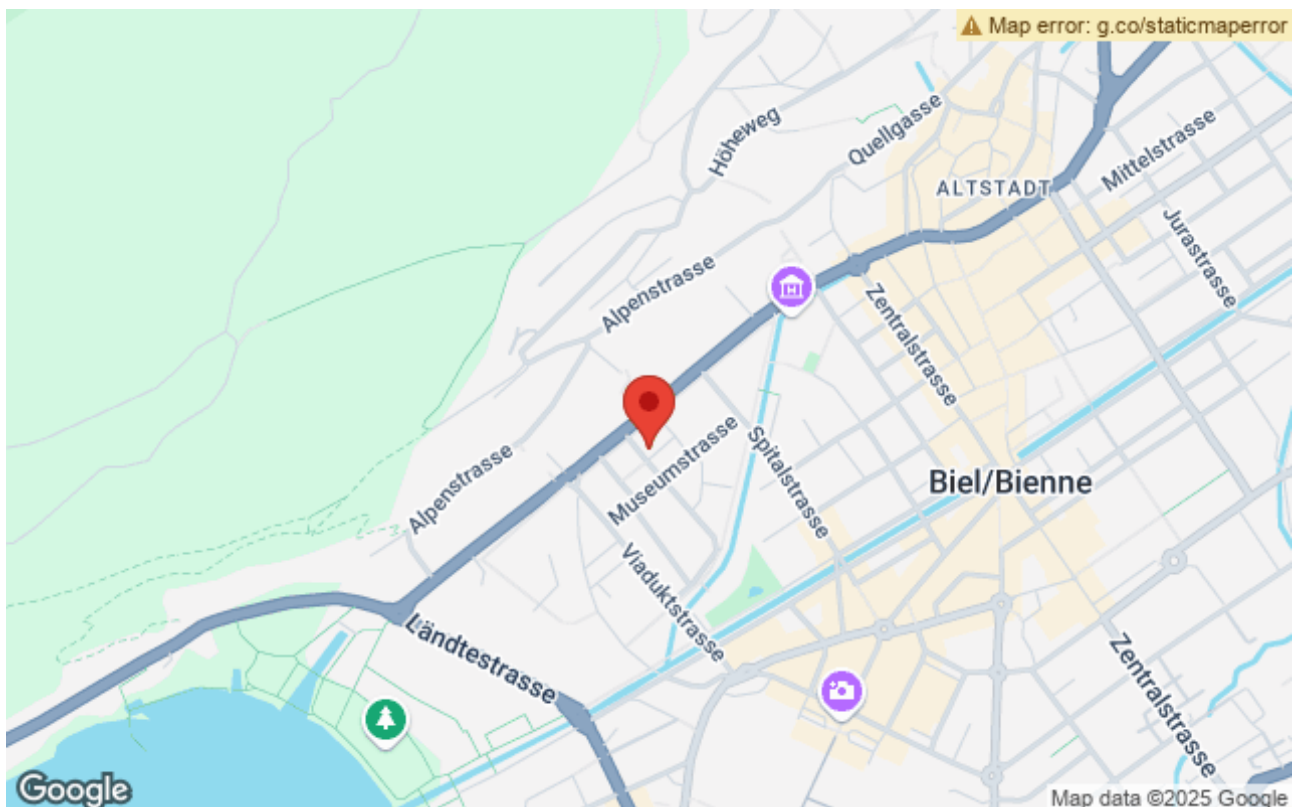 Map error: g.co/staticmaperror
Höheweg
Quellgasse
Mittelstrasse
ALTSTADT
Jurastrasse
Alpenstrasse
Zentralstrasse
Alpenstrasse
Museumstrasse
Spitalstrasse
Biel/Bienne
Viaduktstrasse
Ländtestrasse
Zentralstrasse
Google
Map data ©2025 Google